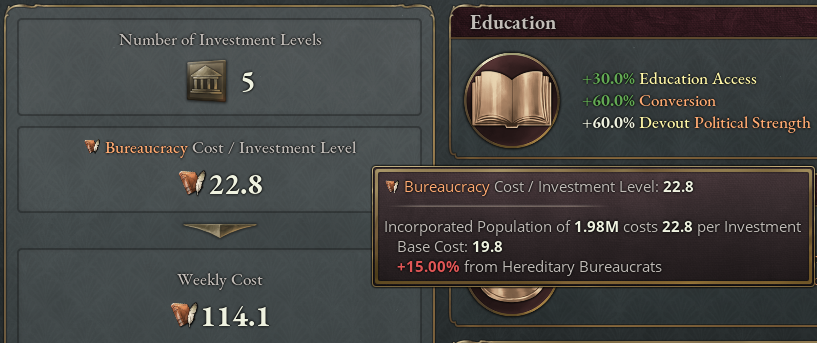 Number of Investment Levels
5
Bureaucracy Cost / Investment Level
22.8
Weekly Cost
114.1
Education
+30.0% Education Access
+60.0% Conversion
+60.0% Devout Political Strength
Bureaucracy Cost / Investment Level: 22.8
Incorporated Population of 1.98M costs 22.8 per Investment
Base Cost: 19.8
+15.00% from Hereditary Bureaucrats